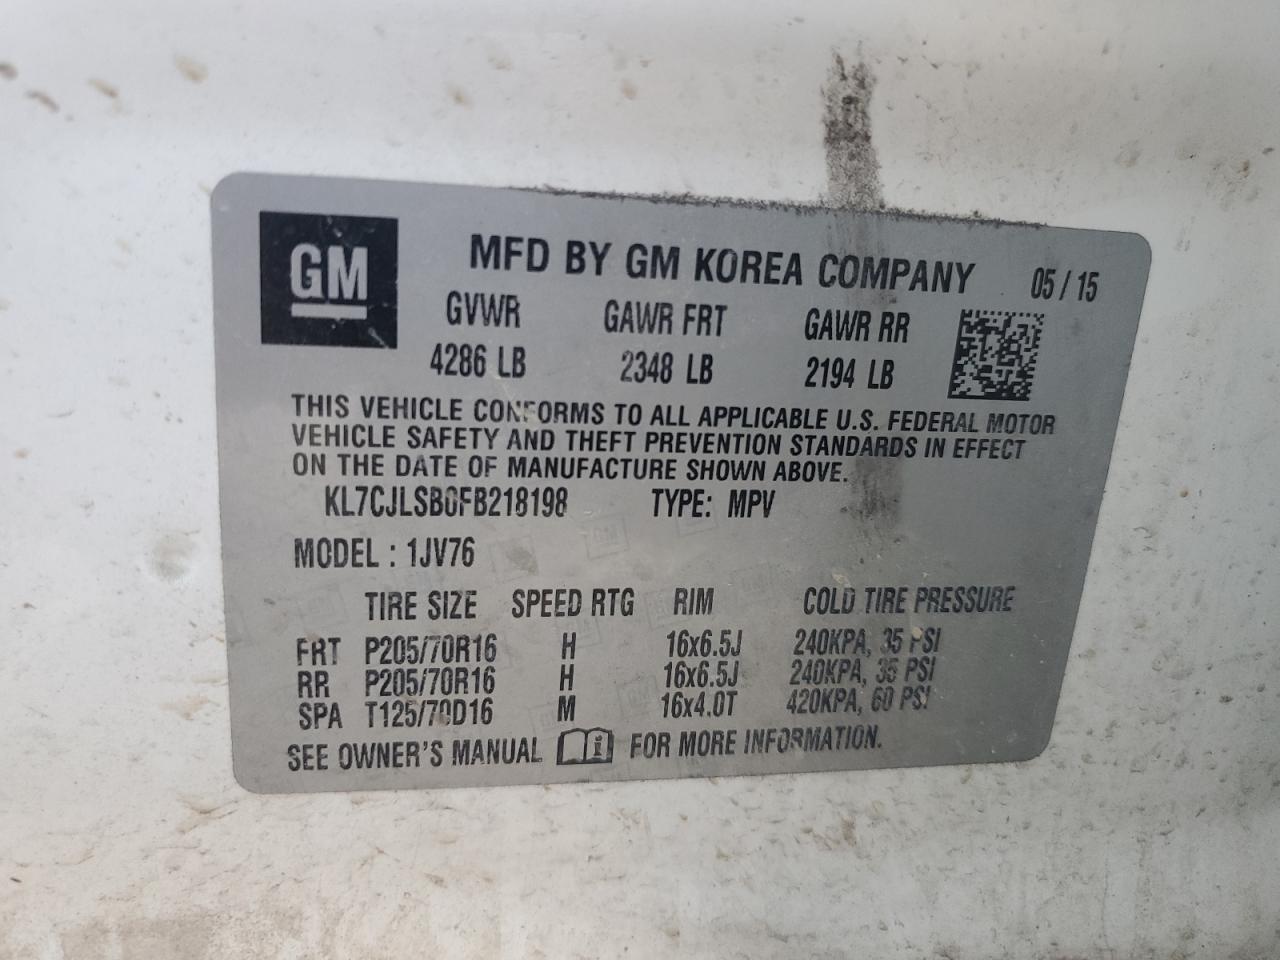 GM
MFD BY GM KOREA COMPANY 05/15
GVWR GAWR FRT GAWR RR
4286 LB 2348 LB 2194 LB
THIS VEHICLE CONFORMS TO ALL APPLICABLE U.S. FEDERAL MOTOR
VEHICLE SAFETY AND THEFT PREVENTION STANDARDS IN EFFECT
ON THE DATE OF MANUFACTURE SHOWN ABOVE.
KL7CJLSB0FB218198 TYPE: MPV
MODEL : 1JV76
TIRE SIZE SPEED RTG RIM COLD TIRE PRESSURE
FRT P205/70R16 H 16x6.5J 240KPA, 35 PSI
RR P205/70R16 H 16x6.5J 240KPA, 35 PSI
SPA T125/70D16 M 16x4.0T 420KPA, 60 PSI
SEE OWNER'S MANUAL FOR MORE INFORMATION.